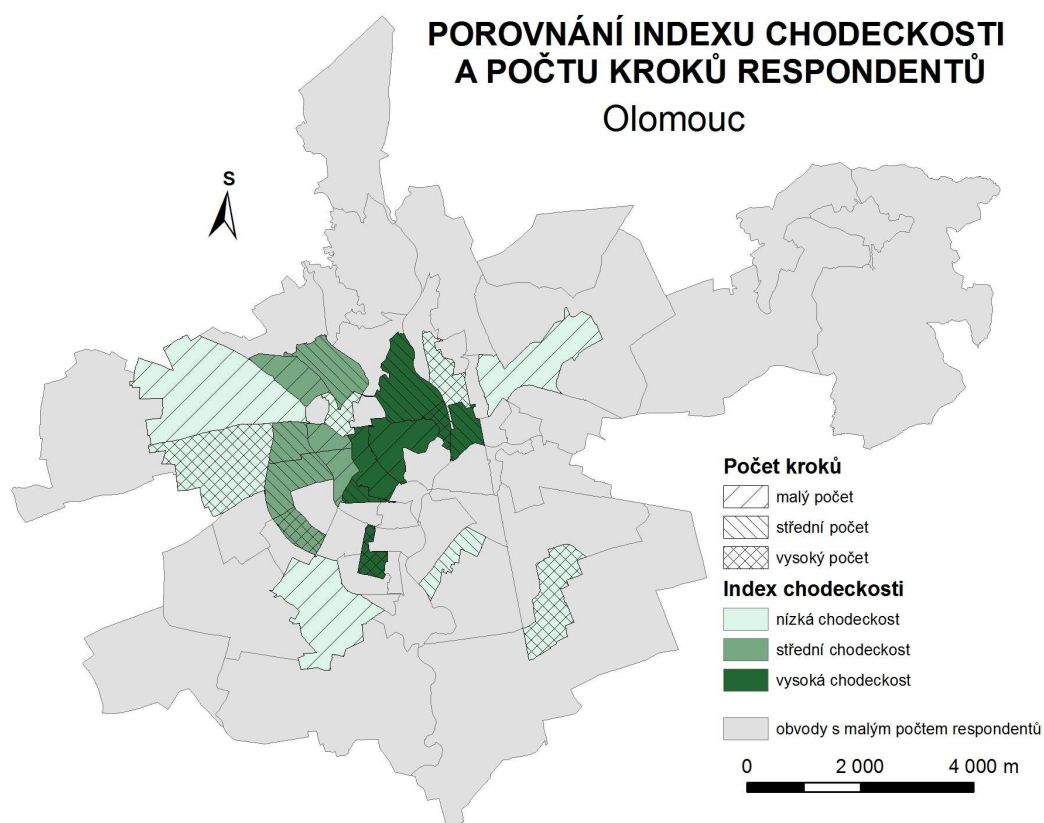 POROVNÁNÍ INDEXU CHODECKOSTI
A POČTU KROKŮ RESPONDENTŮ
Olomouc
S
Počet kroků
malý počet
střední počet
vysoký počet
Index chodeckosti
nízká chodeckost
střední chodeckost
vysoká chodeckost
obvody s malým počtem respondentů
0 2 000 4 000 m